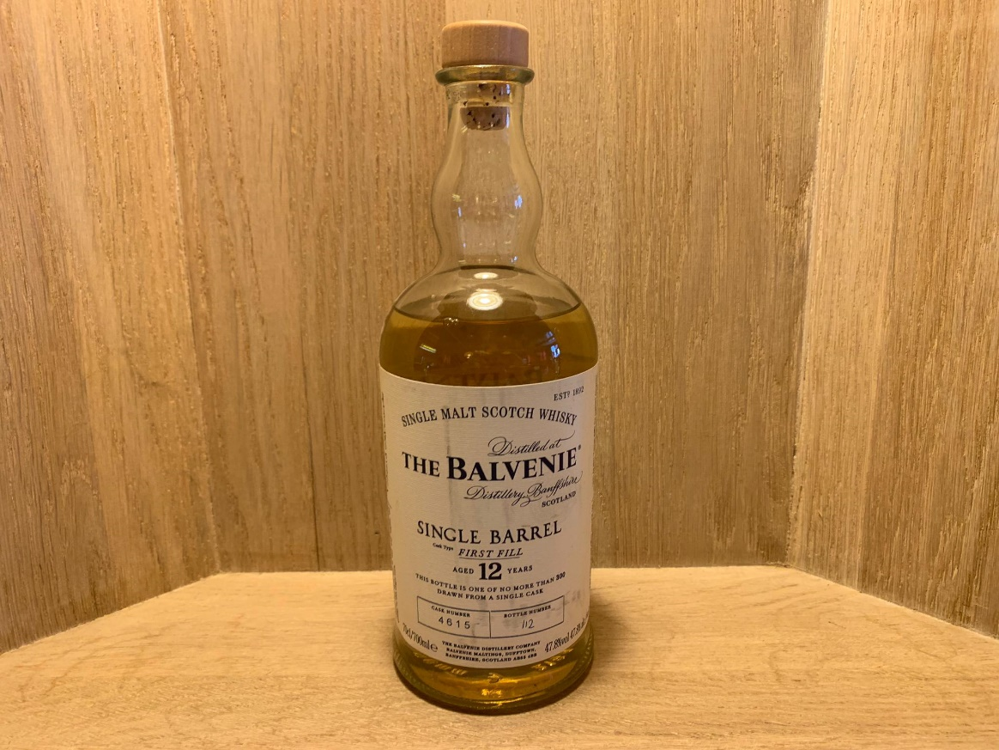 ESTD 1892
SINGLE MALT SCOTCH WHISKY
Distilled at
THE BALVENIE®
Distillery, Banffshire
SCOTLAND
SINGLE BARREL
Cask Type FIRST FILL
AGED 12 YEARS
THIS BOTTLE IS ONE OF NO MORE THAN 300
DRAWN FROM A SINGLE CASK
CASK NUMBER BOTTLE NUMBER
4615 112
70cl/700ml e 47.8%vol 47.8%
THE BALVENIE DISTILLERY COMPANY
BALVENIE MALTINGS, DUFFTOWN,
BANFFSHIRE, SCOTLAND AB55 4BB